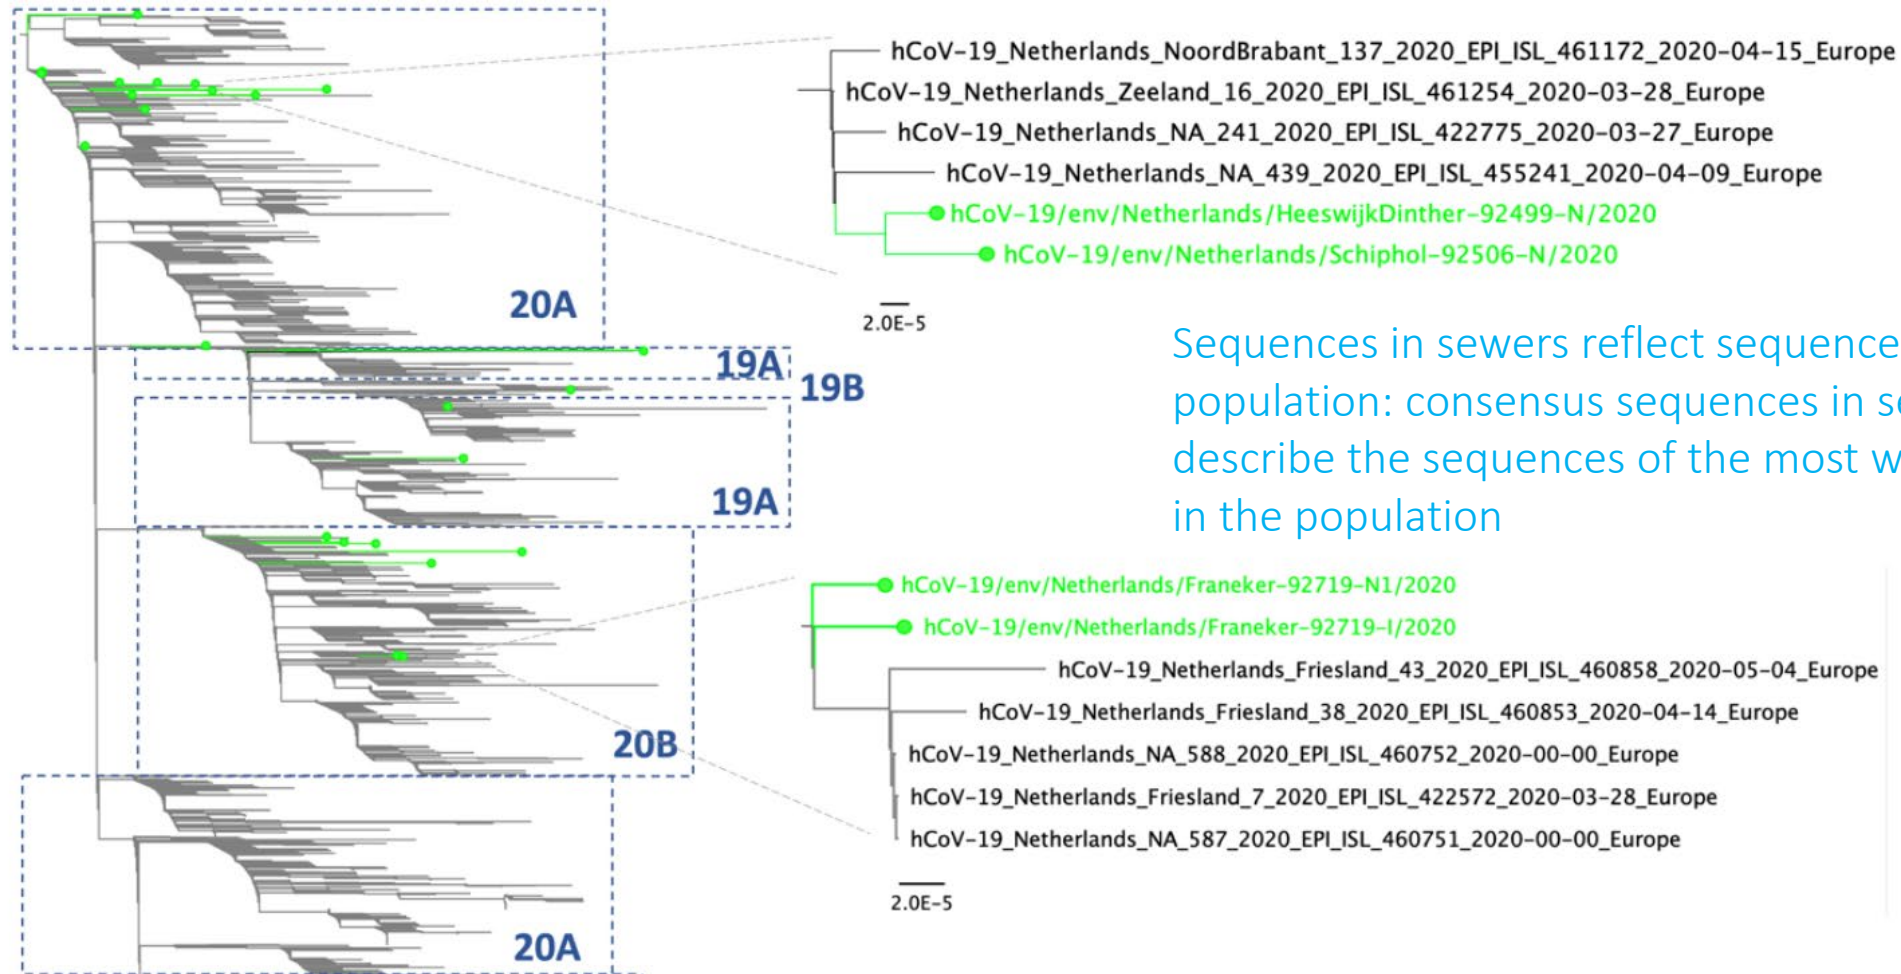 hCoV-19_Netherlands_NoordBrabant_137_2020_EPI_ISL_461172_2020-04-15_Europe
hCoV-19_Netherlands_Zeeland_16_2020_EPI_ISL_461254_2020-03-28_Europe
hCoV-19_Netherlands_NA_241_2020_EPI_ISL_422775_2020-03-27_Europe
hCoV-19_Netherlands_NA_439_2020_EPI_ISL_455241_2020-04-09_Europe
hCoV-19/env/Netherlands/HeeswijkDinther-92499-N/2020
hCoV-19/env/Netherlands/Schiphol-92506-N/2020
2.0E-5
20A
19A
19B
19A
20B
20A
Sequences in sewers reflect sequence
population: consensus sequences in
describe the sequences of the most
in the population
hCoV-19/env/Netherlands/Franeker-92719-N1/2020
hCoV-19/env/Netherlands/Franeker-92719-I/2020
hCoV-19_Netherlands_Friesland_43_2020_EPI_ISL_460858_2020-05-04_Europe
hCoV-19_Netherlands_Friesland_38_2020_EPI_ISL_460853_2020-04-14_Europe
hCoV-19_Netherlands_NA_588_2020_EPI_ISL_460752_2020-00-00_Europe
hCoV-19_Netherlands_Friesland_7_2020_EPI_ISL_422572_2020-03-28_Europe
hCoV-19_Netherlands_NA_587_2020_EPI_ISL_460751_2020-00-00_Europe
2.0E-5